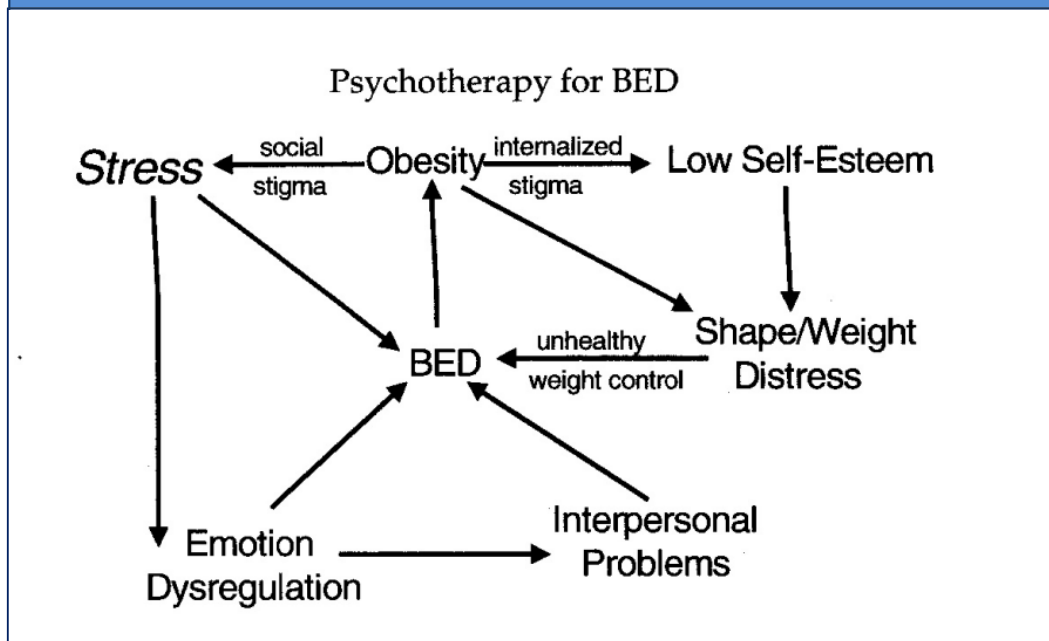 Psychotherapy for BED
Stress
social
stigma
Obesity
internalized
stigma
Low Self-Esteem
BED
unhealthy
weight control
Shape/Weight
Distress
Emotion
Dysregulation
Interpersonal
Problems